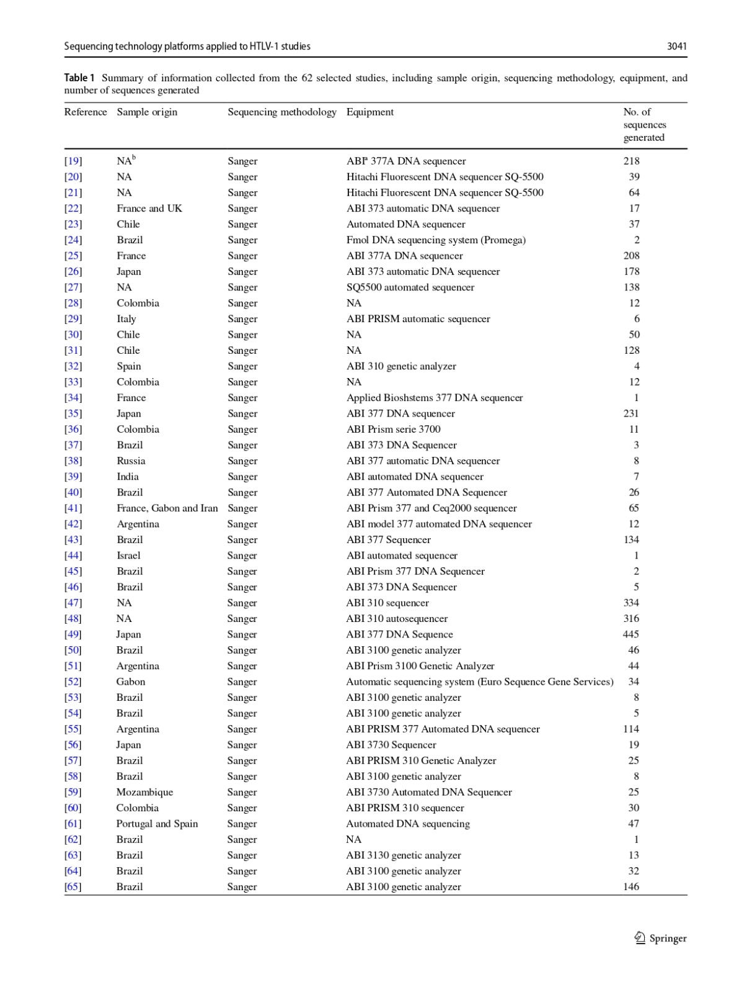 Sequencing technology platforms applied to HTLV-1 studies 3041
Table 1 Summary of information collected from the 62 selected studies, including sample origin, sequencing methodology, equipment, and
number of sequences generated
Reference Sample origin Sequencing methodology Equipment No. of
sequences
generated
[19] NAb Sanger ABIa 377A DNA sequencer 218
[20] NA Sanger Hitachi Fluorescent DNA sequencer SQ-5500 39
[21] NA Sanger Hitachi Fluorescent DNA sequencer SQ-5500 64
[22] France and UK Sanger ABI 373 automatic DNA sequencer 17
[23] Chile Sanger Automated DNA sequencer 37
[24] Brazil Sanger Fmol DNA sequencing system (Promega) 2
[25] France Sanger ABI 377A DNA sequencer 208
[26] Japan Sanger ABI 373 automatic DNA sequencer 178
[27] NA Sanger SQ5500 automated sequencer 138
[28] Colombia Sanger NA 12
[29] Italy Sanger ABI PRISM automatic sequencer 6
[30] Chile Sanger NA 50
[31] Chile Sanger NA 128
[32] Spain Sanger ABI 310 genetic analyzer 4
[33] Colombia Sanger NA 12
[34] France Sanger Applied Bioshstems 377 DNA sequencer 1
[35] Japan Sanger ABI 377 DNA sequencer 231
[36] Colombia Sanger ABI Prism serie 3700 11
[37] Brazil Sanger ABI 373 DNA Sequencer 3
[38] Russia Sanger ABI 377 automatic DNA sequencer 8
[39] India Sanger ABI automated DNA sequencer 7
[40] Brazil Sanger ABI 377 Automated DNA Sequencer 26
[41] France, Gabon and Iran Sanger ABI Prism 377 and Ceq2000 sequencer 65
[42] Argentina Sanger ABI model 377 automated DNA sequencer 12
[43] Brazil Sanger ABI 377 Sequencer 134
[44] Israel Sanger ABI automated sequencer 1
[45] Brazil Sanger ABI Prism 377 DNA Sequencer 2
[46] Brazil Sanger ABI 373 DNA Sequencer 5
[47] NA Sanger ABI 310 sequencer 334
[48] NA Sanger ABI 310 autosequencer 316
[49] Japan Sanger ABI 377 DNA Sequence 445
[50] Brazil Sanger ABI 3100 genetic analyzer 46
[51] Argentina Sanger ABI Prism 3100 Genetic Analyzer 44
[52] Gabon Sanger Automatic sequencing system (Euro Sequence Gene Services) 34
[53] Brazil Sanger ABI 3100 genetic analyzer 8
[54] Brazil Sanger ABI 3100 genetic analyzer 5
[55] Argentina Sanger ABI PRISM 377 Automated DNA sequencer 114
[56] Japan Sanger ABI 3730 Sequencer 19
[57] Brazil Sanger ABI PRISM 310 Genetic Analyzer 25
[58] Brazil Sanger ABI 3100 genetic analyzer 8
[59] Mozambique Sanger ABI 3730 Automated DNA Sequencer 25
[60] Colombia Sanger ABI PRISM 310 sequencer 30
[61] Portugal and Spain Sanger Automated DNA sequencing 47
[62] Brazil Sanger NA 1
[63] Brazil Sanger ABI 3130 genetic analyzer 13
[64] Brazil Sanger ABI 3100 genetic analyzer 32
[65] Brazil Sanger ABI 3100 genetic analyzer 146
Springer